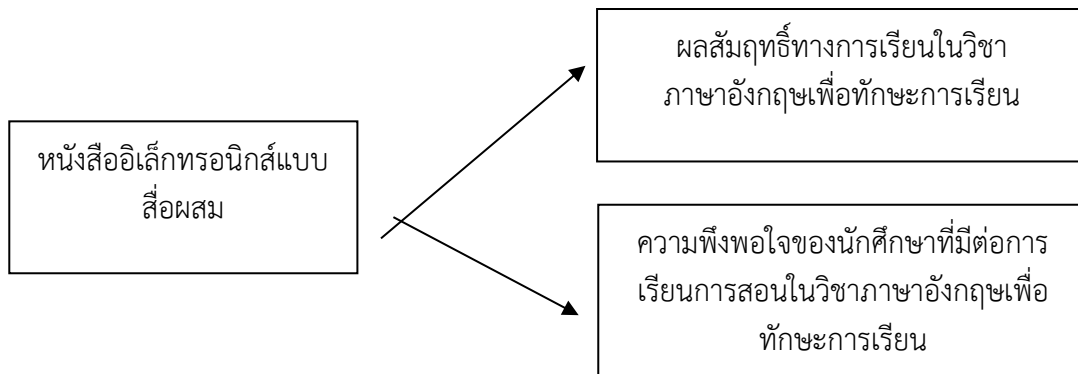 หนังสืออิเล็กทรอนิกส์แบบ
สื่อผสม
ผลสัมฤทธิ์ทางการเรียนในวิชา
ภาษาอังกฤษเพื่อทักษะการเรียน
ความพึงพอใจของนักศึกษาที่มีต่อการ
เรียนการสอนในวิชาภาษาอังกฤษเพื่อ
ทักษะการเรียน